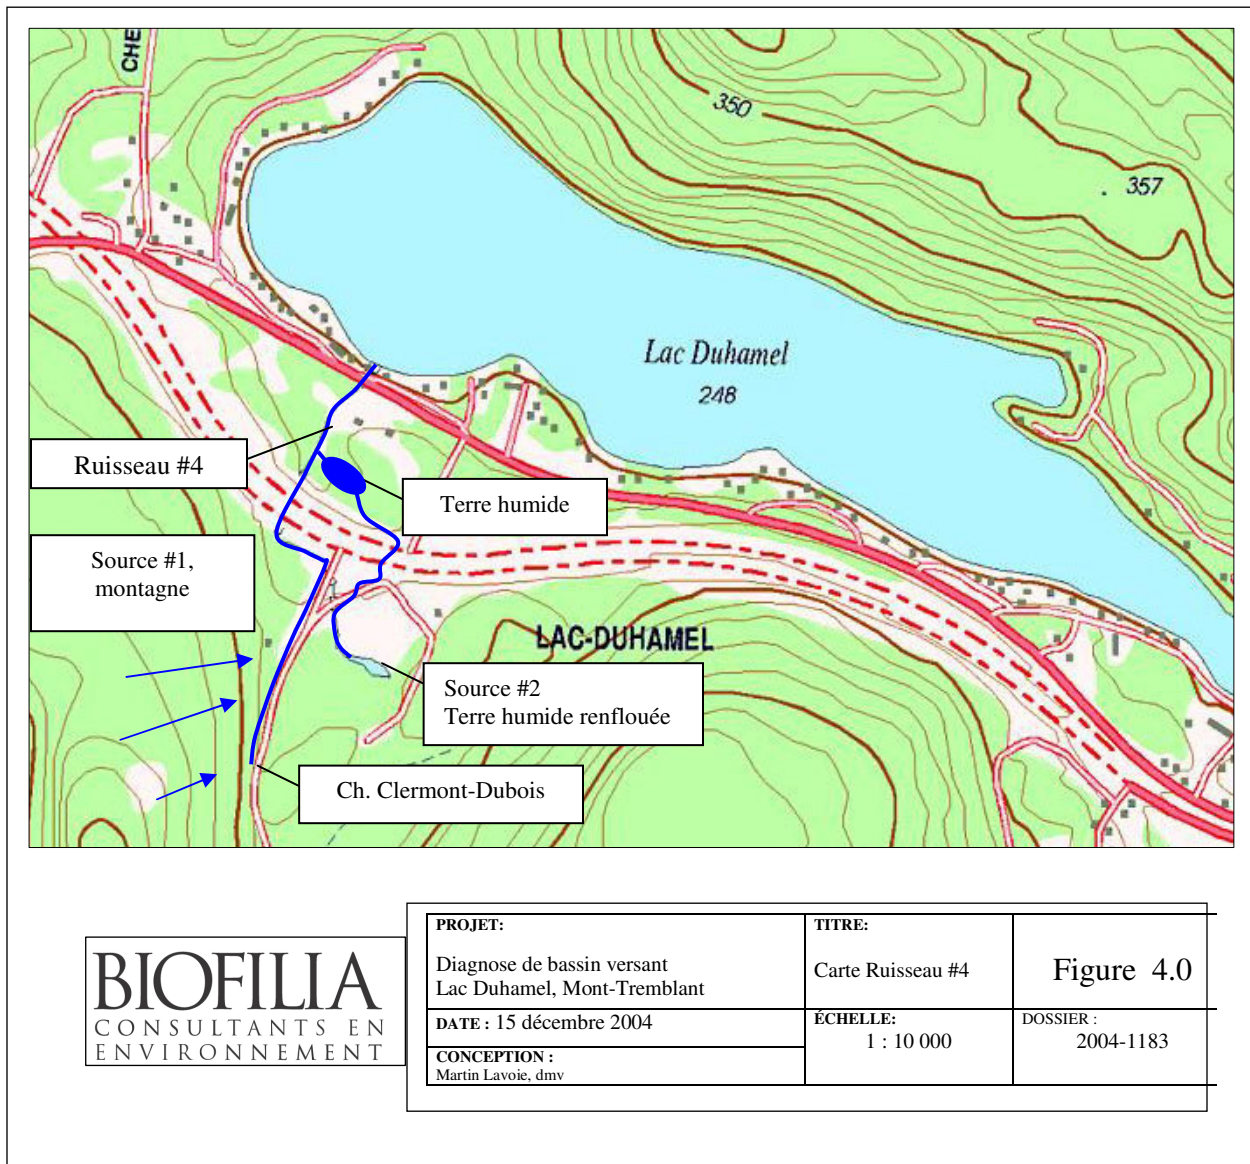 CHE
350
357
Lac Duhamel
248
Ruisseau #4
Terre humide
Source #1,
montagne
LAC-DUHAMEL
Source #2
Terre humide renflouée
Ch. Clermont-Dubois
BIOFILIA
CONSULTANTS EN
ENVIRONNEMENT
PROJET:
Diagnose de bassin versant
Lac Duhamel, Mont-Tremblant
TITRE:
Carte Ruisseau #4
Figure 4.0
DATE : 15 décembre 2004
ÉCHELLE:
1 : 10 000
DOSSIER :
2004-1183
CONCEPTION :
Martin Lavoie, dmv